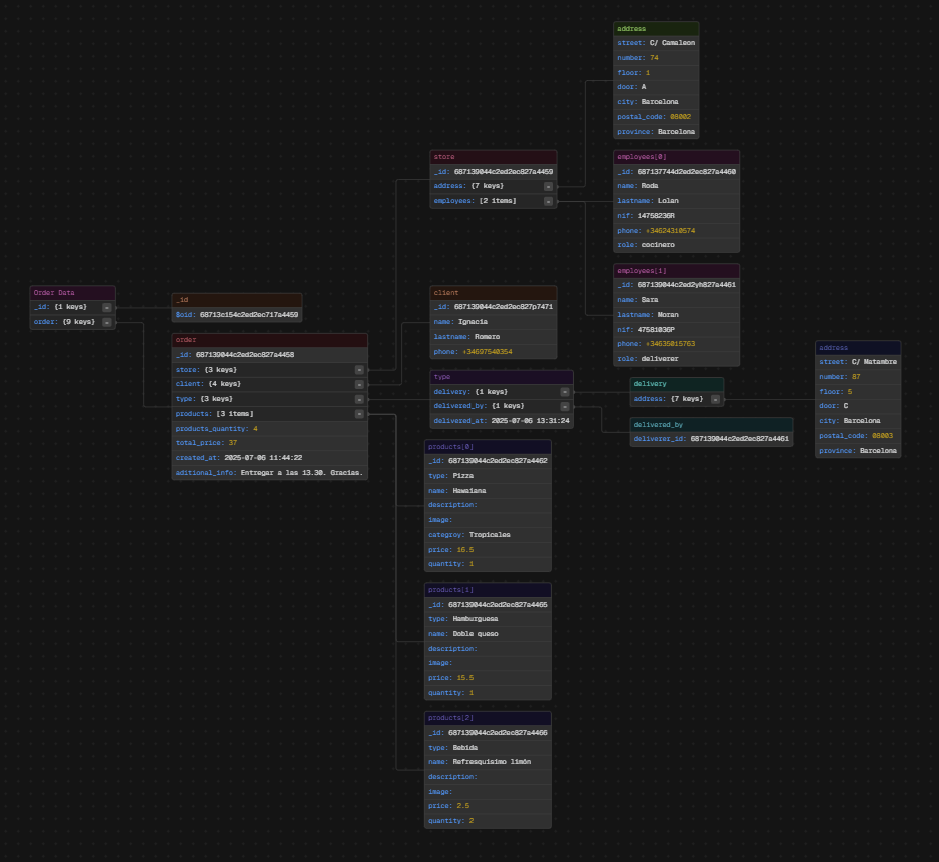 Order Data
_id: {1 keys}
order: {9 keys}
_id
$oid: 68713c154c2ed2ec717a4459
order
_id: 687139044c2ed2ec827a4458
store: {3 keys}
client: {4 keys}
type: {3 keys}
products: [3 items]
products_quantity: 4
total_price: 37
created_at: 2025-07-06 11:44:22
aditional_info: Entregar a las 13.30. Gracias.
store
_id: 687139044c2ed2ec827a4459
address: {7 keys}
employees: [2 items]
address
street: C/ Camaleon
number: 74
floor: 1
door: A
city: Barcelona
postal_code: 08002
province: Barcelona
employees[0]
_id: 687137744d2ec827a4460
name: Roda
lastname: Lolan
nif: 14758236R
phone: +34624310574
role: cocinero
employees[1]
_id: 687139044c2ed2yh827a4461
name: Sara
lastname: Moran
nif: 47581036P
phone: +34635015763
role: deliverer
client
_id: 687139044c2ed2ec827p7471
name: Ignacia
lastname: Romero
phone: +34697540354
type
delivery: {1 keys}
delivered_by: {1 keys}
delivered_at: 2025-07-06 13:31:24
delivery
address: {7 keys}
delivered_by
deliverer_id: 687139044c2ed2ec827a4461
address
street: C/ Matambre
number: 87
floor: 5
door: C
city: Barcelona
postal_code: 08003
province: Barcelona
products[0]
_id: 687139044c2ed2ec827a4462
type: Pizza
name: Hawaiana
description:
image:
categroy: Tropicales
price: 16.5
quantity: 1
products[1]
_id: 687139044c2ed2ec827a4465
type: Hamburguesa
name: Doble queso
description:
image:
price: 15.5
quantity: 1
products[2]
_id: 687139044c2ed2ec827a4466
type: Bebida
name: Refresquisimo limón
description:
image:
price: 2.5
quantity: 2